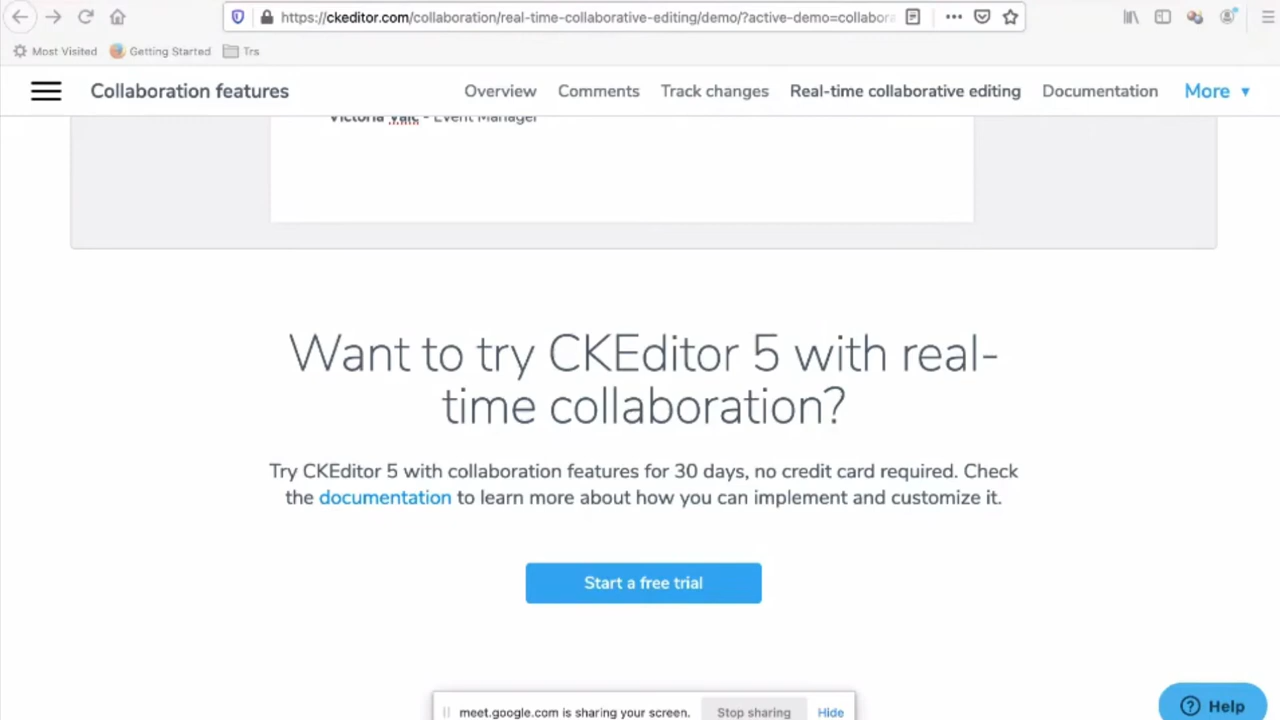 https://ckeditor.com/collaboration/real-time-collaborative-editing/demo/?active-demo=collabor
Most Visited Getting Started Trs
Collaboration features Overview Comments Track changes Real-time collaborative editing Documentation More
Victoria Valc - Event Manager
Want to try CKEditor 5 with real-
time collaboration?
Try CKEditor 5 with collaboration features for 30 days, no credit card required. Check
the documentation to learn more about how you can implement and customize it.
Start a free trial
meet.google.com is sharing your screen. Stop sharing Hide
Help